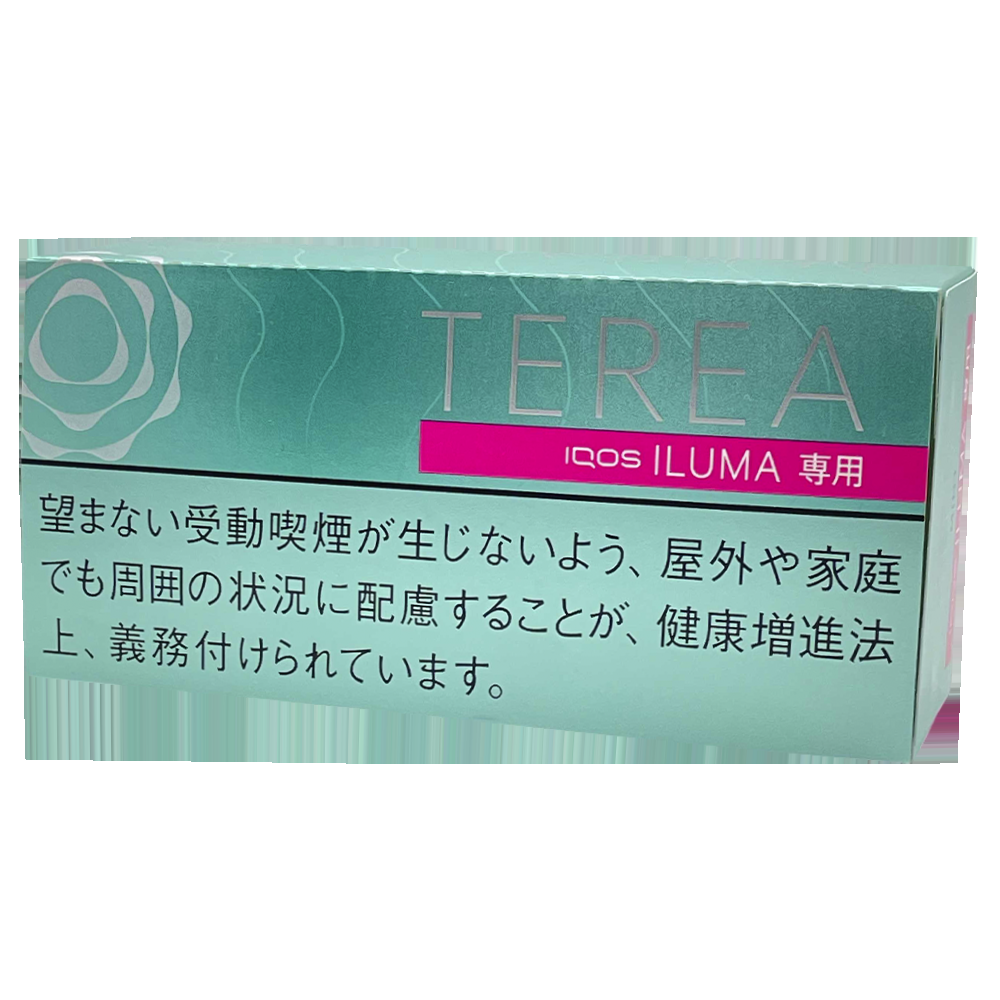 TEREA
IQOS ILUMA 専用
望まない受動喫煙が生じないよう、屋外や家庭
でも周囲の状況に配慮することが、健康増進法
上、義務付けられています。